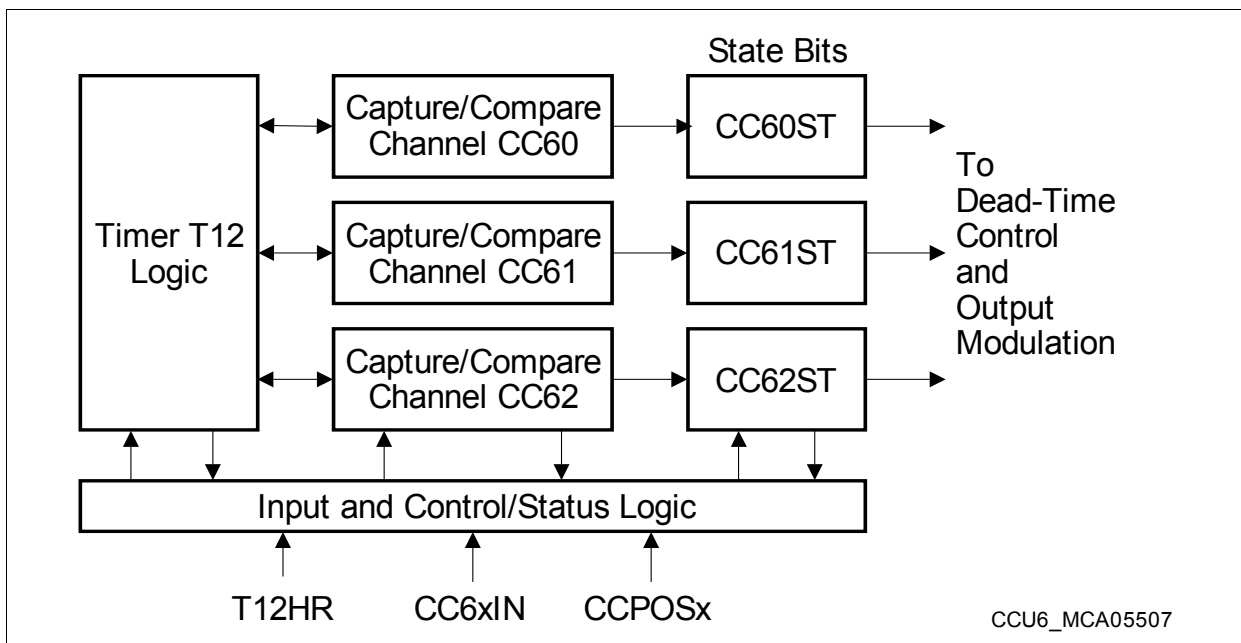 State Bits
Timer T12
Logic
Capture/Compare
Channel CC60
CC60ST
Capture/Compare
Channel CC61
CC61ST
Capture/Compare
Channel CC62
CC62ST
To
Dead-Time
Control
and
Output
Modulation
Input and Control/Status Logic
T12HR
CC6xIN
CCPOSx
CCU6_MCA05507